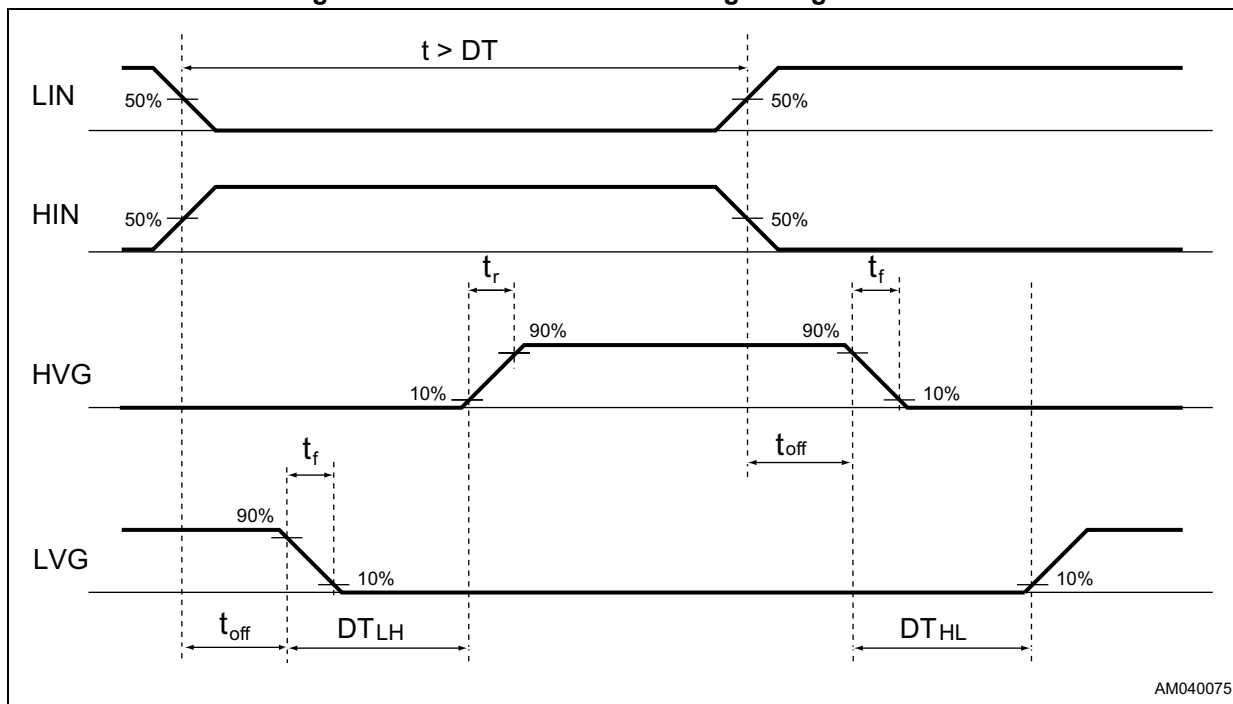 t > DT
LIN
50%
50%
HIN
50%
50%
tr
tf
90%
90%
HVG
10%
10%
tf
toff
90%
LVG
10%
10%
toff
DTLH
DTHL
AM040075